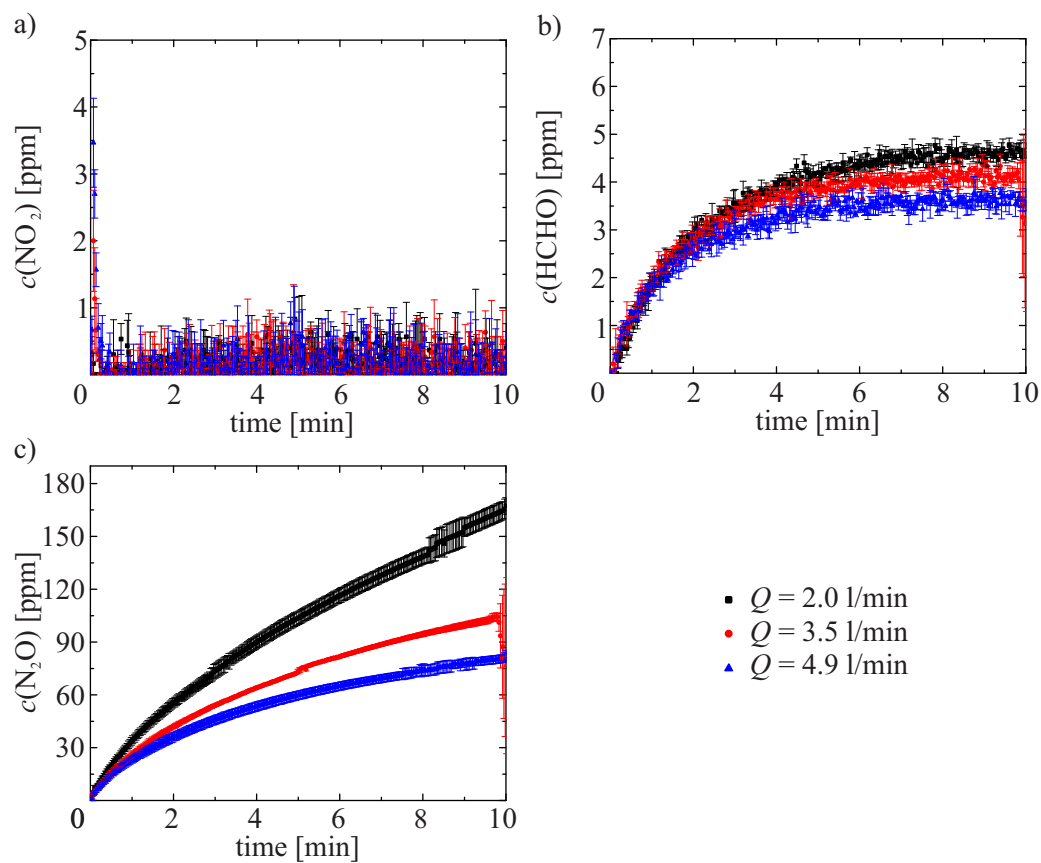 a)
5
4
3
2
1
c(NO₂) [ppm]
0 2 4 6 8 10
time [min]
b)
7
6
5
4
3
2
1
c(HCHO) [ppm]
0 2 4 6 8 10
time [min]
c)
180
150
120
90
60
30
0
c(N₂O) [ppm]
0 2 4 6 8 10
time [min]
Q = 2.0 l/min
Q = 3.5 l/min
Q = 4.9 l/min